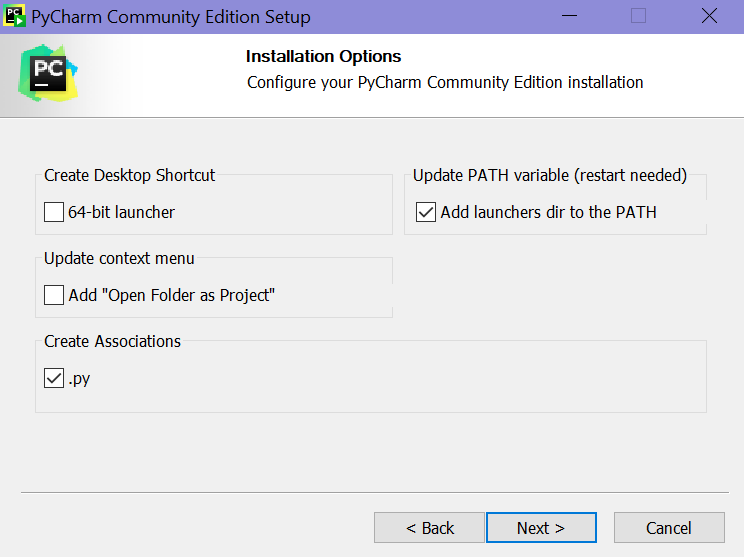 PyCharm Community Edition Setup
PC
Installation Options
Configure your PyCharm Community Edition installation
Create Desktop Shortcut
64-bit launcher
Update PATH variable (restart needed)
Add launchers dir to the PATH
Update context menu
Add "Open Folder as Project"
Create Associations
.py
< Back
Next >
Cancel